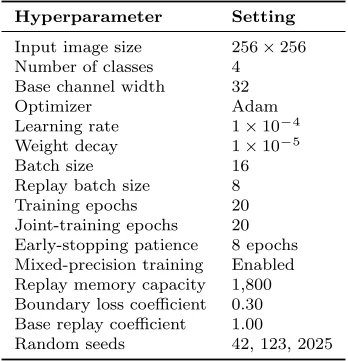 Hyperparameter Setting
Input image size 256 × 256
Number of classes 4
Base channel width 32
Optimizer Adam
Learning rate 1 × 10⁻⁴
Weight decay 1 × 10⁻⁵
Batch size 16
Replay batch size 8
Training epochs 20
Joint-training epochs 20
Early-stopping patience 8 epochs
Mixed-precision training Enabled
Replay memory capacity 1,800
Boundary loss coefficient 0.30
Base replay coefficient 1.00
Random seeds 42, 123, 2025